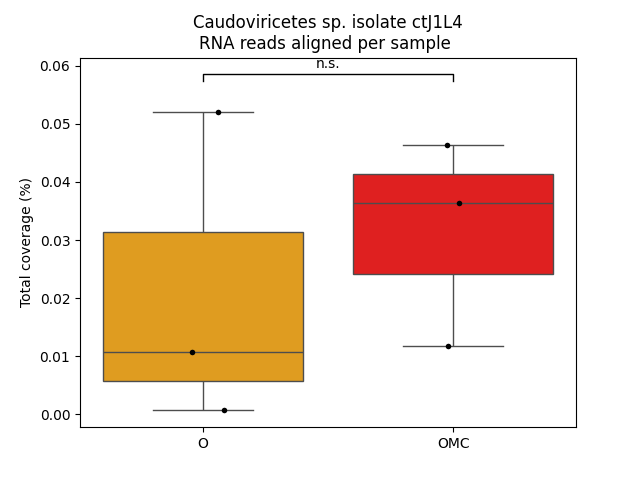 Caudoviricetes sp. isolate ctJ1L4
RNA reads aligned per sample
n.s.
0.06
0.05
0.04
0.03
0.02
0.01
0.00
Total coverage (%)
O
OMC